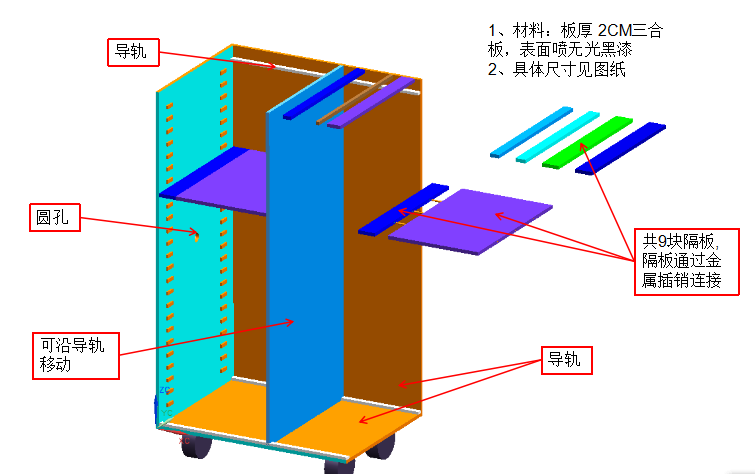 1、材料：板厚 2CM三合
板，表面喷无光黑漆
2、具体尺寸见图纸
导轨
圆孔
共9块隔板,
隔板通过金
属插销连接
可沿导轨
移动
导轨
ZC
YC